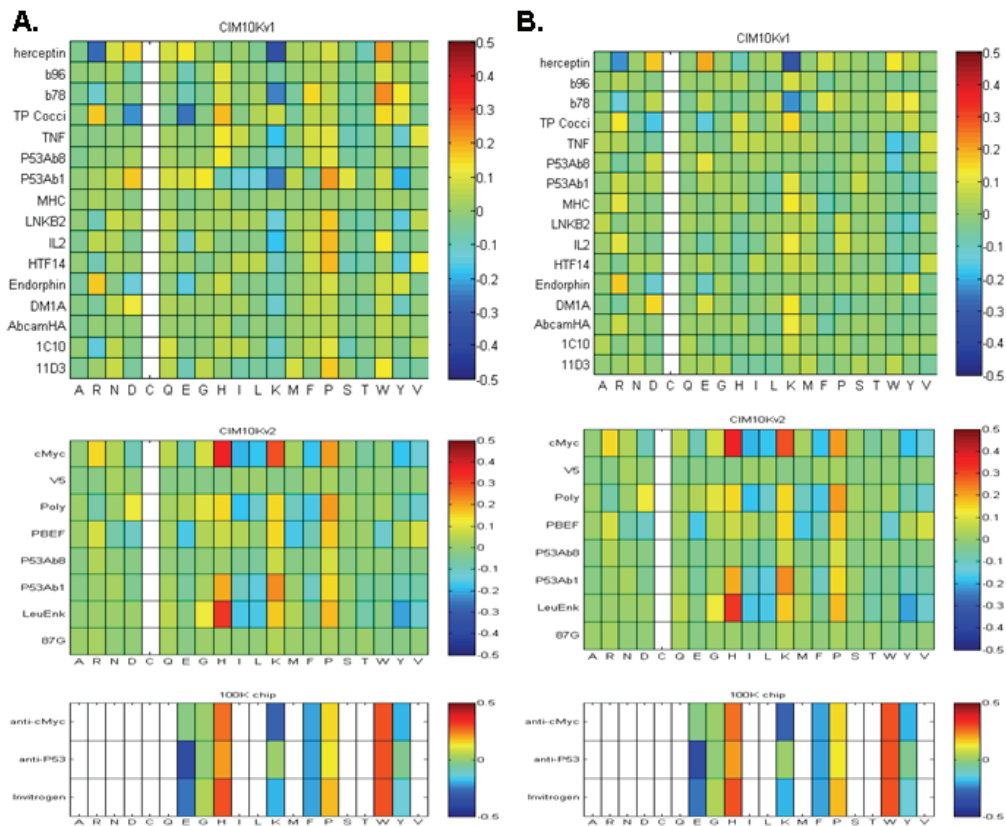 A.
B.
CIM10Kv1
herceptin
b96
b78
TP Cocci
TNF
P53Ab8
P53Ab1
MHC
LNKB2
IL2
HTF14
Endorphin
DM1A
AbcamHA
1C10
11D3
A R N D C Q E G H I L K M F P S T W Y V
0.5
0.4
0.3
0.2
0.1
0
-0.1
-0.2
-0.3
-0.4
-0.5
CIM10Kv1
herceptin
b96
b78
TP Cocci
TNF
P53Ab8
P53Ab1
MHC
LNKB2
IL2
HTF14
Endorphin
DM1A
AbcamHA
1C10
11D3
A R N D C Q E G H I L K M F P S T W Y V
0.5
0.4
0.3
0.2
0.1
0
-0.1
-0.2
-0.3
-0.4
-0.5
CIM10Kv2
cMyc
V5
Poly
PBEF
P53Ab8
P53Ab1
LeuEnk
87G
A R N D C Q E G H I L K M F P S T W Y V
0.5
0.4
0.3
0.2
0.1
0
-0.1
-0.2
-0.3
-0.4
-0.5
CIM10Kv2
cMyc
V5
Poly
PBEF
P53Ab8
P53Ab1
LeuEnk
87G
A R N D C Q E G H I L K M F P S T W Y V
0.5
0.4
0.3
0.2
0.1
0
-0.1
-0.2
-0.3
-0.4
-0.5
100K chip
anti-cMyc
anti-P53
Invitrogen
A R N D C Q E G H I L K M F P S T W Y V
0.5
0
-0.5
100K chip
anti-cMyc
anti-P53
Invitrogen
A R N D C Q E G H I L K M F P S T W Y V
0.5
0
-0.5